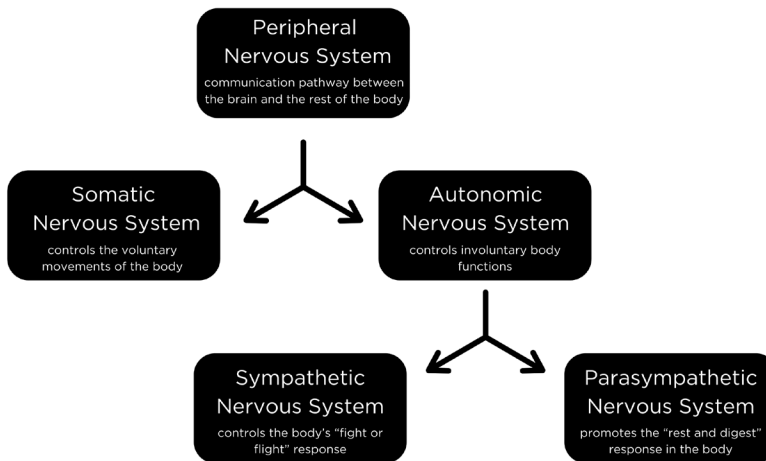 Peripheral
Nervous System
communication pathway between
the brain and the rest of the body
Somatic
Nervous System
controls the voluntary
movements of the body
Autonomic
Nervous System
controls involuntary body
functions
Sympathetic
Nervous System
controls the body's "fight or
flight" response
Parasympathetic
Nervous System
promotes the "rest and digest"
response in the body